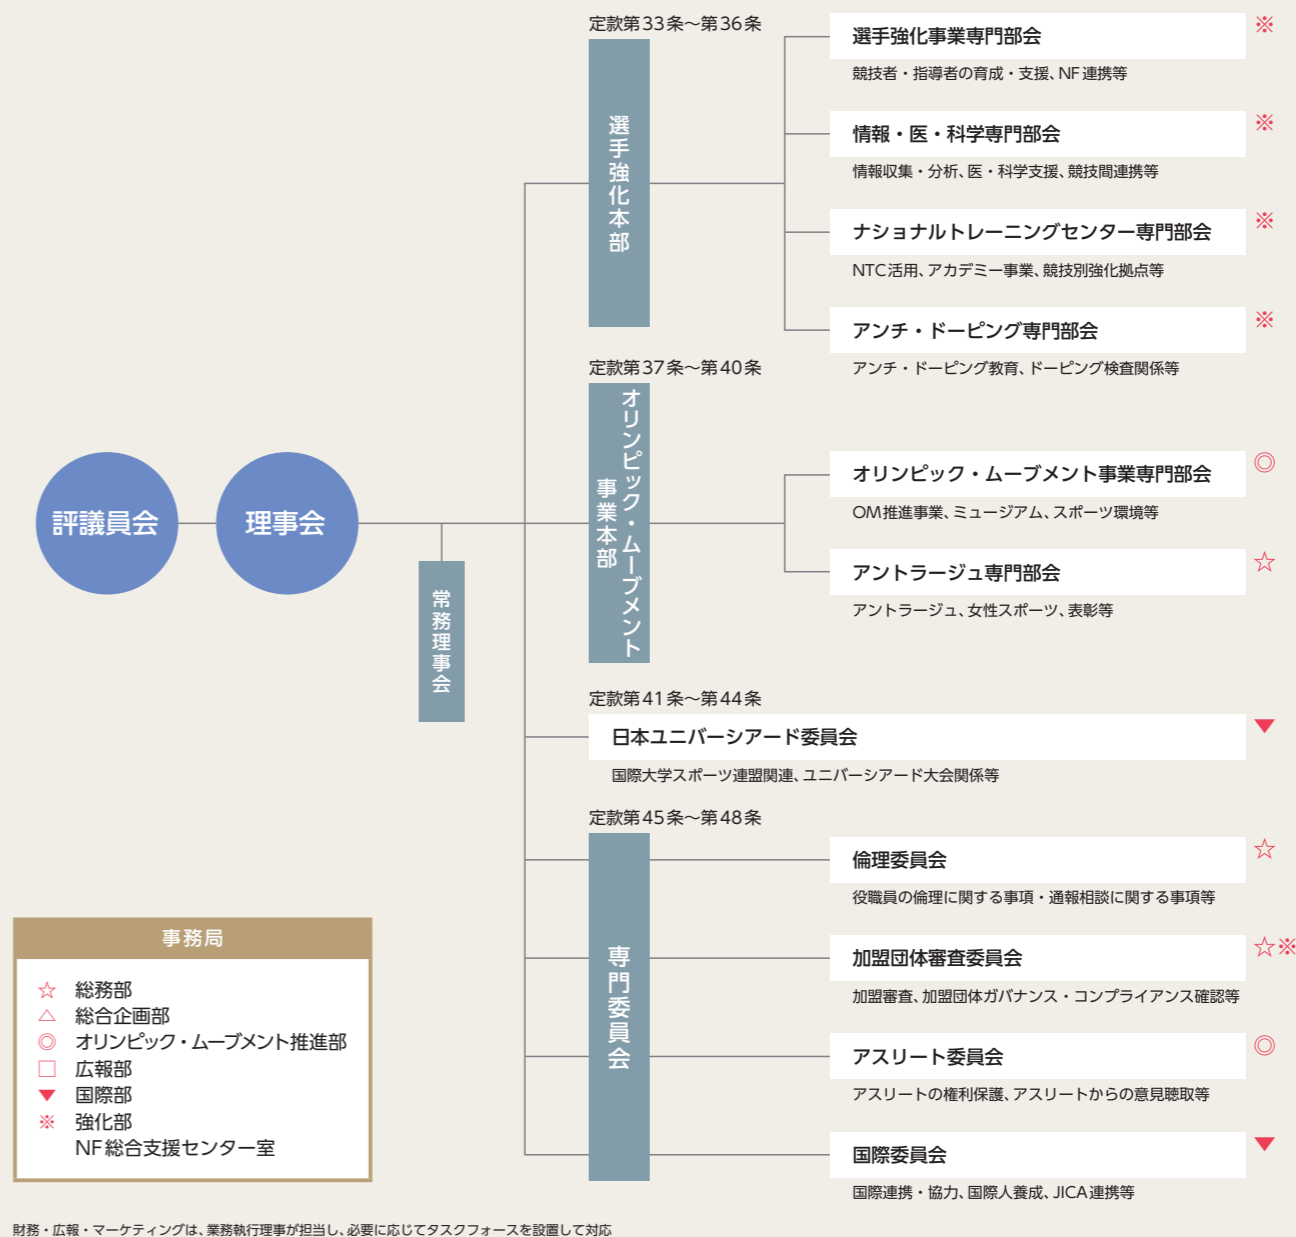 定款第33条～第36条
選手強化本部
選手強化事業専門部会 ※
競技者・指導者の育成・支援、NF連携等
情報・医・科学専門部会 ※
情報収集・分析、医・科学支援、競技間連携等
ナショナルトレーニングセンター専門部会 ※
NTC活用、アカデミー事業、競技別強化拠点等
アンチ・ドーピング専門部会 ※
アンチ・ドーピング教育、ドーピング検査関係等
定款第37条～第40条
オリンピック・ムーブメント
事業本部
オリンピック・ムーブメント事業専門部会 ◎
OM推進事業、ミュージアム、スポーツ環境等
アントラージュ専門部会 ☆
アントラージュ、女性スポーツ、表彰等
評議員会
理事会
常務理事会
定款第41条～第44条
日本ユニバーシアード委員会 ▼
国際大学スポーツ連盟関連、ユニバーシアード大会関係等
定款第45条～第48条
専門委員会
倫理委員会 ☆
役職員の倫理に関する事項・通報相談に関する事項等
加盟団体審査委員会 ☆※
加盟審査、加盟団体ガバナンス・コンプライアンス確認等
アスリート委員会 ◎
アスリートの権利保護、アスリートからの意見聴取等
国際委員会 ▼
国際連携・協力、国際人養成、JICA連携等
事務局
☆ 総務部
△ 総合企画部
◎ オリンピック・ムーブメント推進部
□ 広報部
▼ 国際部
※ 強化部
NF総合支援センター室
財務・広報・マーケティングは、業務執行理事が担当し、必要に応じてタスクフォースを設置して対応